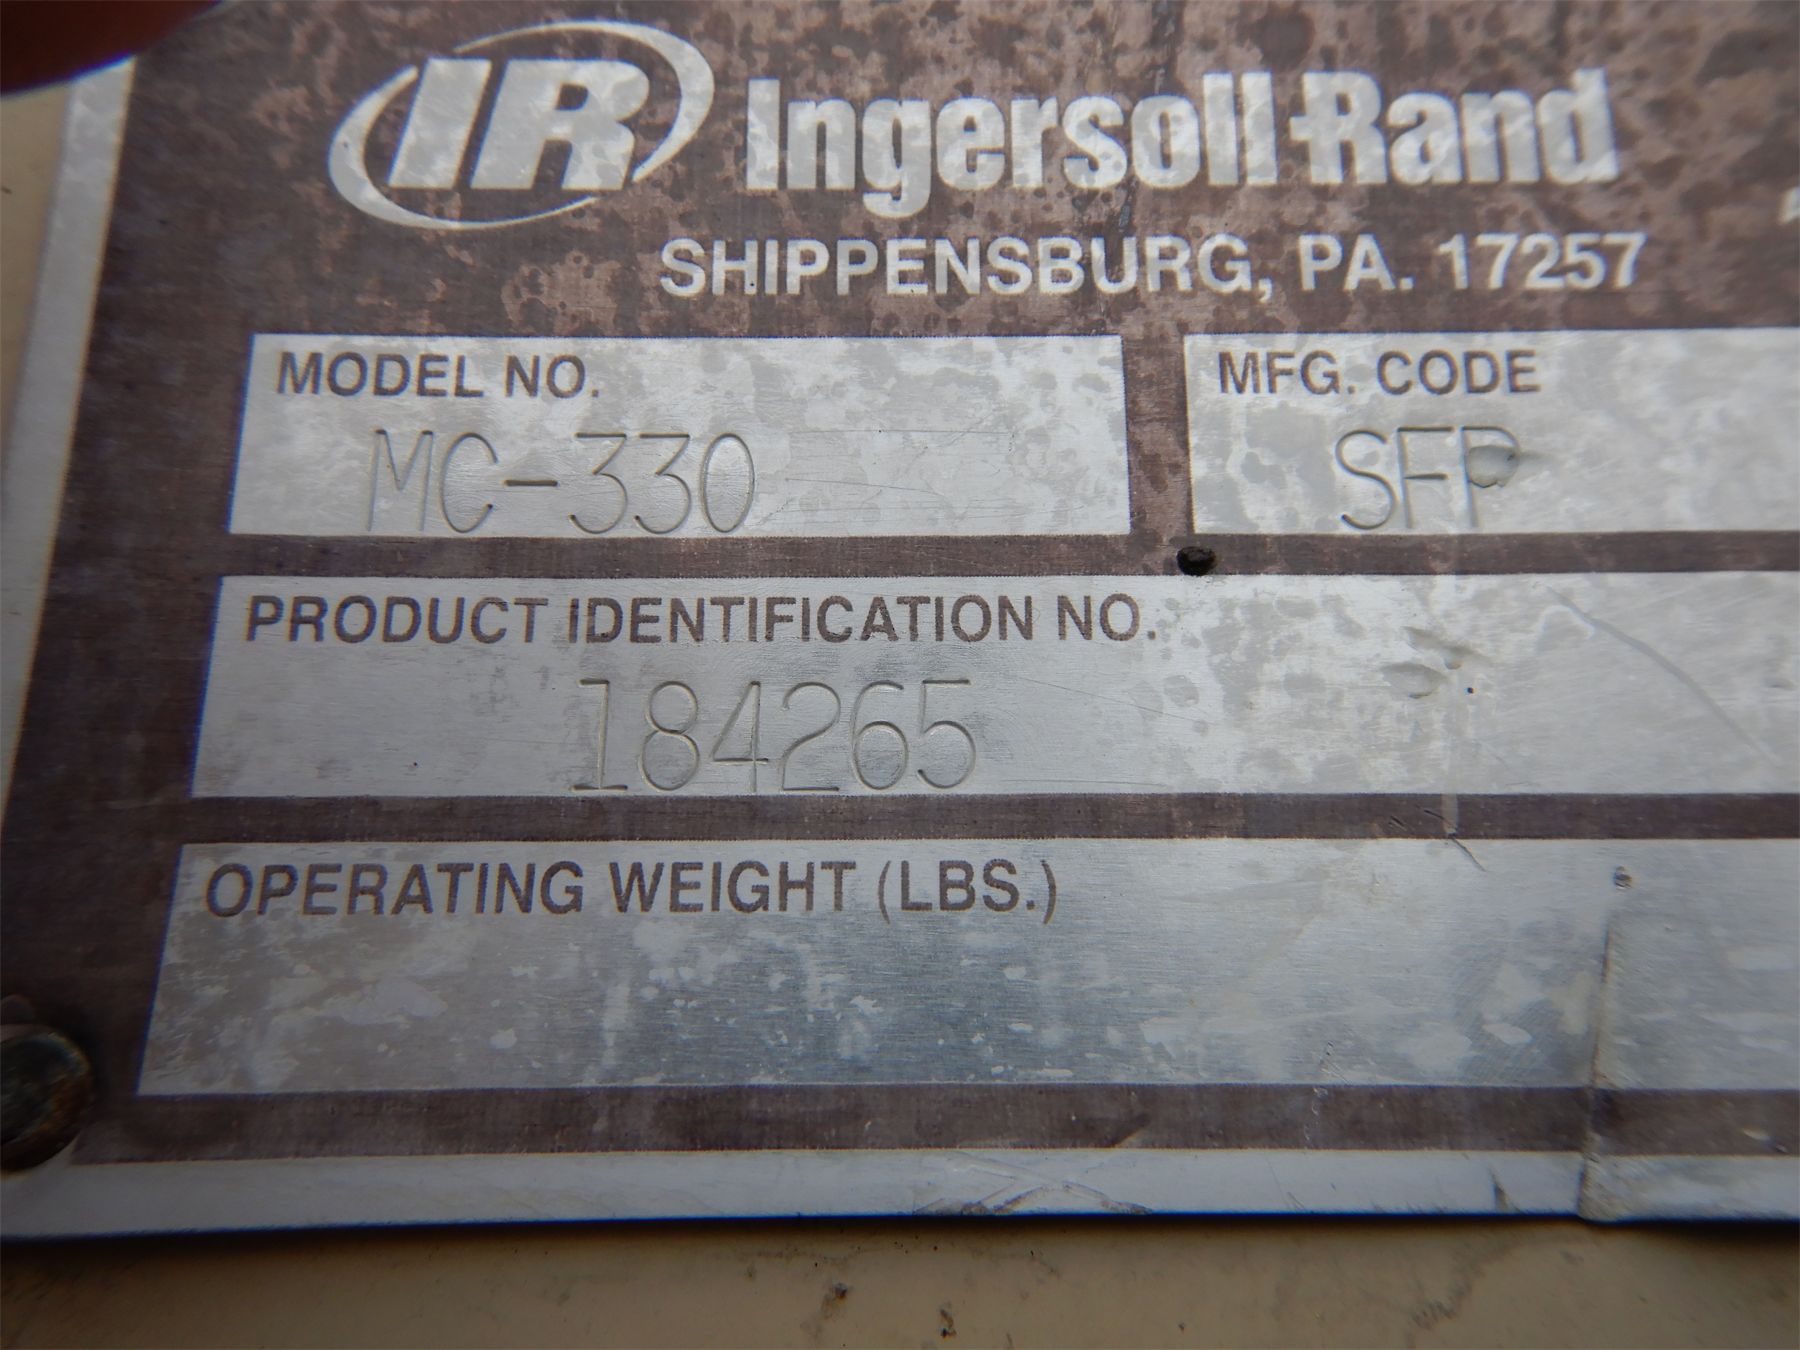 IR Ingersoll-Rand
SHIPPENSBURG, PA. 17257
MODEL NO.
MC-330
MFG. CODE
SFP
PRODUCT IDENTIFICATION NO.
184265
OPERATING WEIGHT (LBS.)